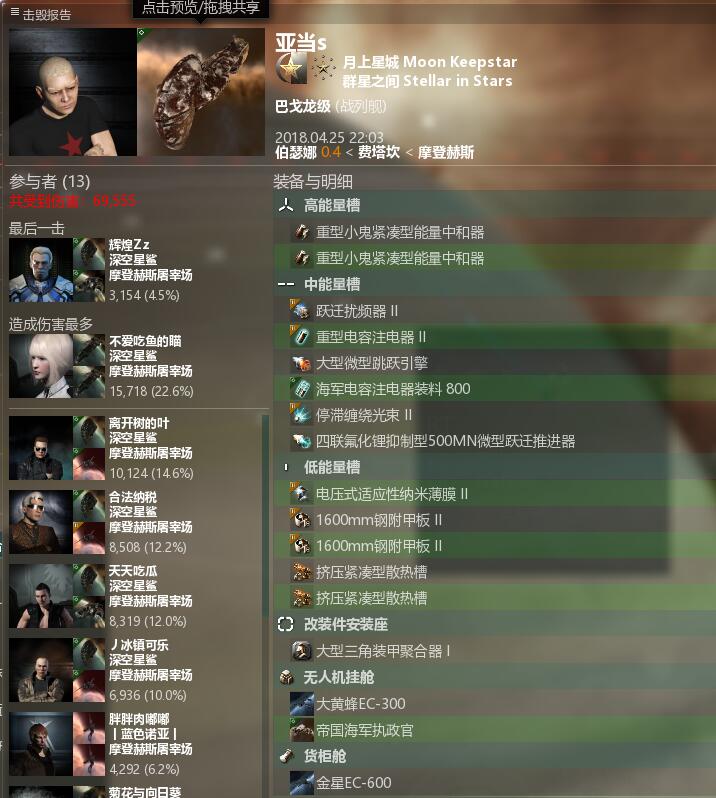 击毁报告
点击预览/拖拽共享
亚当s
月上星城 Moon Keepstar
群星之间 Stellar in Stars
巴戈龙级 (战列舰)
2018.04.25 22:03
伯瑟娜 0.4 < 费塔坎 < 摩登赫斯
参与者 (13)
共受到伤害: 69,555
最后一击
辉煌Zz
深空星鲨
摩登赫斯屠宰场
3,154 (4.5%)
造成伤害最多
不爱吃鱼的瞄
深空星鲨
摩登赫斯屠宰场
15,718 (22.6%)
离开树的叶
深空星鲨
摩登赫斯屠宰场
10,124 (14.6%)
合法纳税
深空星鲨
摩登赫斯屠宰场
8,508 (12.2%)
天天吃瓜
深空星鲨
摩登赫斯屠宰场
8,319 (12.0%)
丿冰镇可乐
深空星鲨
摩登赫斯屠宰场
6,936 (10.0%)
胖胖肉嘟嘟
丨蓝色诺亚丨
摩登赫斯屠宰场
4,292 (6.2%)
菊花与向日葵
装备与明细
高能量槽
重型小鬼紧凑型能量中和器
重型小鬼紧凑型能量中和器
中能量槽
跃迁扰频器 II
重型电容注电器 II
大型微型跳跃引擎
海军电容注电器装料 800
停滞缠绕光束 II
四联氟化锂抑制型500MN微型跃迁推进器
低能量槽
电压式适应性纳米薄膜 II
1600mm钢附甲板 II
1600mm钢附甲板 II
挤压紧凑型散热槽
挤压紧凑型散热槽
改装件安装座
大型三角装甲聚合器 I
无人机挂舱
大黄蜂EC-300
帝国海军执政官
货柜舱
金星EC-600